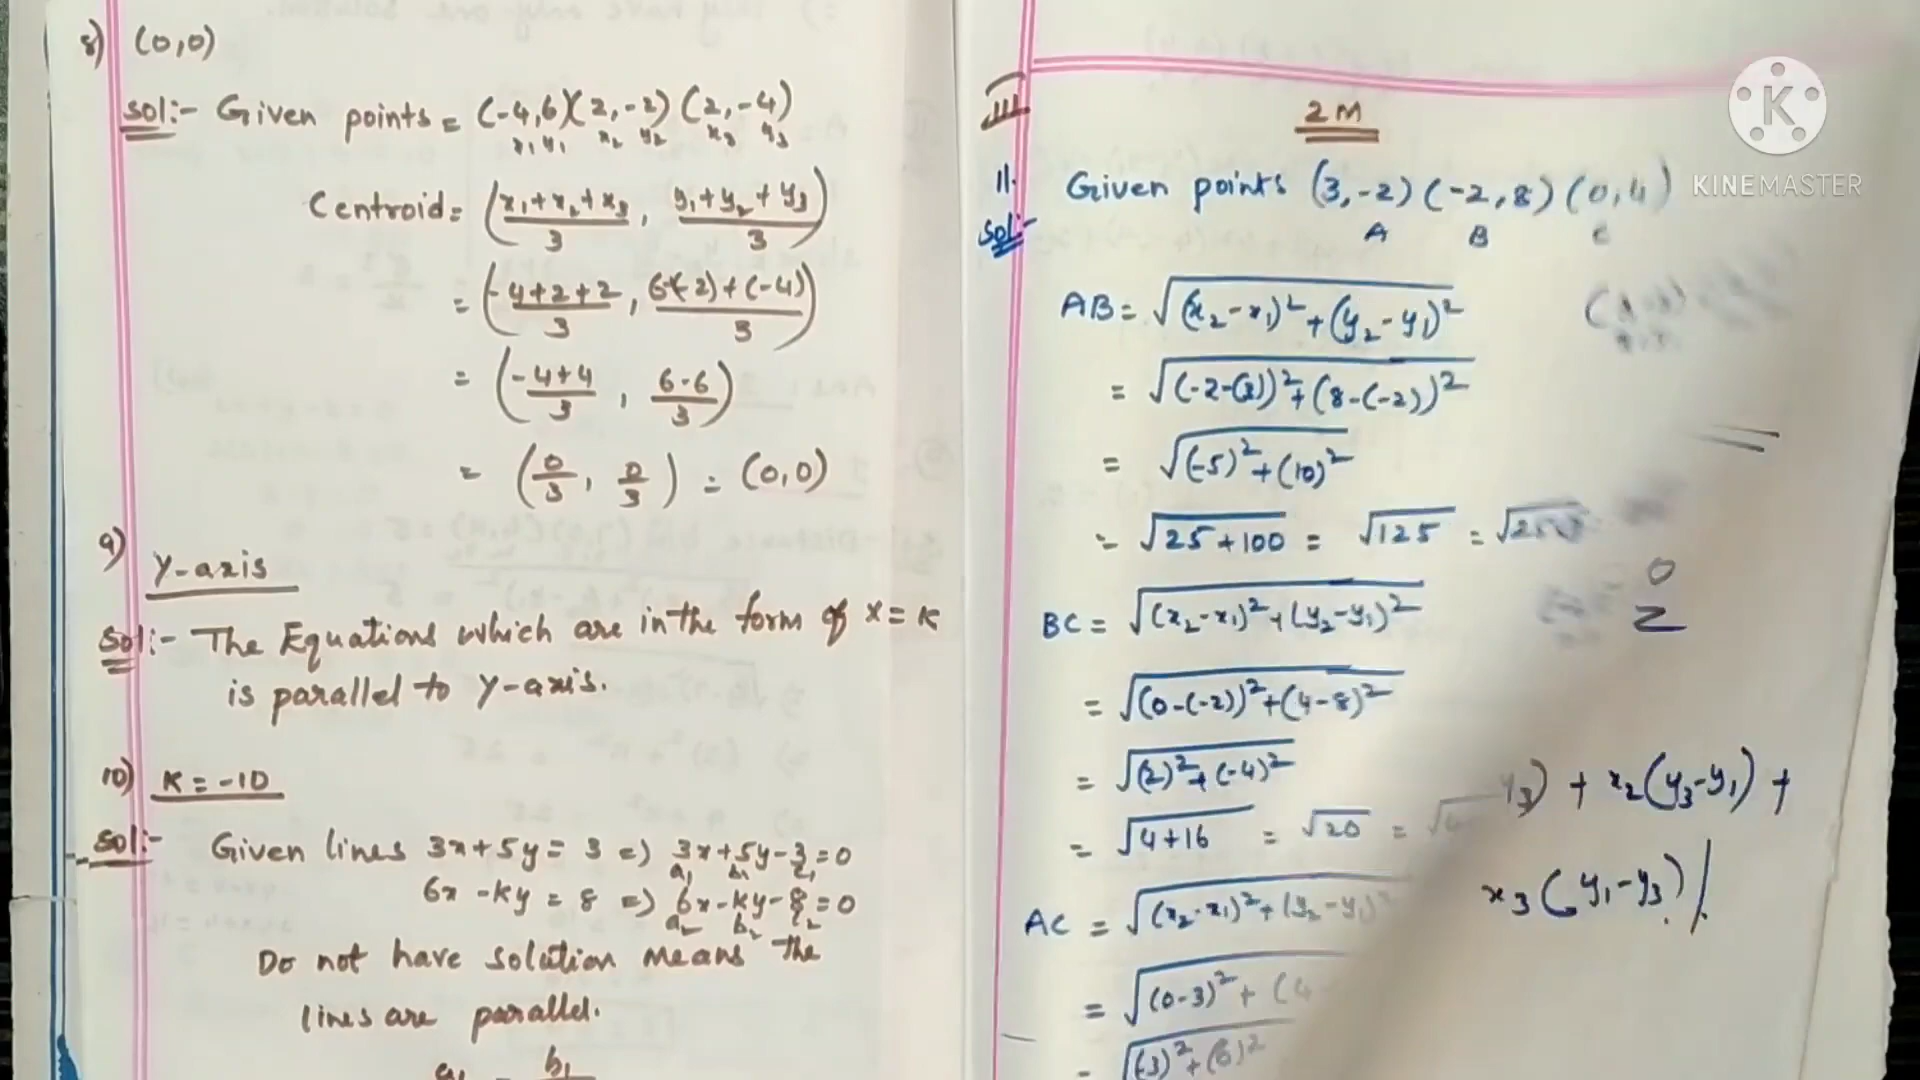 8) (0,0)
Sol:- Given points = (-4,6)(2,-2)(2,-4)
x1 y1 x2 y2 x3 y3
Centroid = (x1+x2+x3/3, y1+y2+y3/3)
= (-4+2+2/3, 6+(-2)+(-4)/3)
= (-4+4/3, 6-6/3)
= (0/3, 0/3) = (0,0)
9) Y-axis
Sol:- The Equations which are in the form of x=k
is parallel to Y-axis.
10) K = -10
Sol:- Given lines 3x+5y = 3 => 3x+5y-3=0
a1 b1 c1
6x-ky = 8 => 6x-ky-8=0
a2 b2 c2
Do not have solution means the
lines are parallel.
a1 = b1
III 2M
KINEMASTER
11. Given points (3,-2)(-2,8)(0,4)
Sol:- A B C
AB = √(x2-x1)²+(y2-y1)²
= √(-2-(3))²+(8-(-2))²
= √(-5)²+(10)²
= √25+100 = √125 = √25
BC = √(x2-x1)²+(y2-y1)²
= √(0-(-2))²+(4-8)²
= √(2)²+(-4)²
= √4+16 = √20 = √4
y3) + x2(y3-y1) +
x3(y1-y3)/
AC = √(x2-x1)²+(y2-y1)²
= √(0-3)²+(4-
= √(-3)²+(6)²